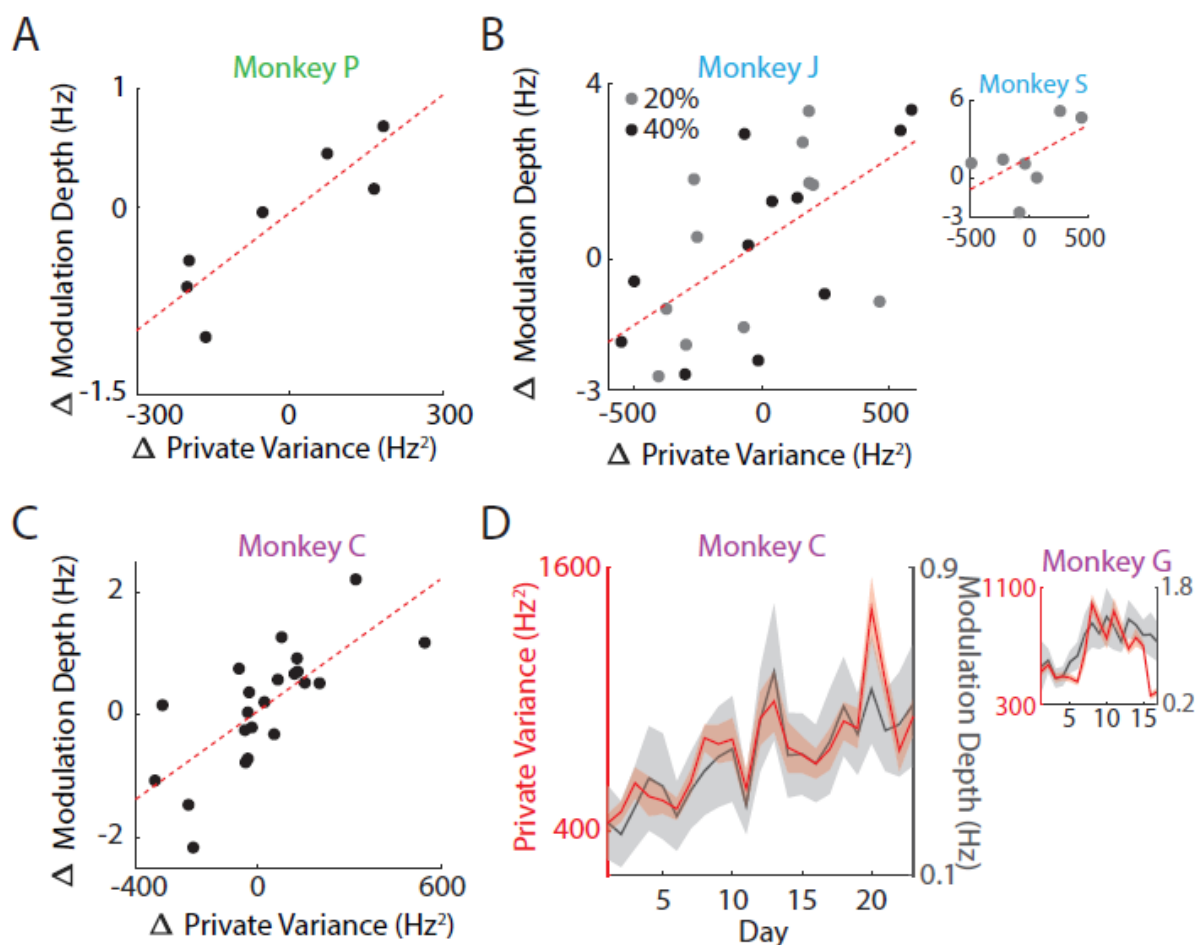 A
Monkey P
Δ Modulation Depth (Hz)
1
0
-1.5
-300
0
300
Δ Private Variance (Hz²)
B
Monkey J
20%
40%
Δ Modulation Depth (Hz)
4
0
-3
-500
0
500
Δ Private Variance (Hz²)
Monkey S
6
0
-3
-500
0
500
C
Monkey C
Δ Modulation Depth (Hz)
2
0
-2
-400
0
600
Δ Private Variance (Hz²)
D
Monkey C
Private Variance (Hz²)
1600
400
0.9
0.1
Modulation Depth (Hz)
5
10
15
20
Day
Monkey G
1100
300
1.8
0.2
5
10
15